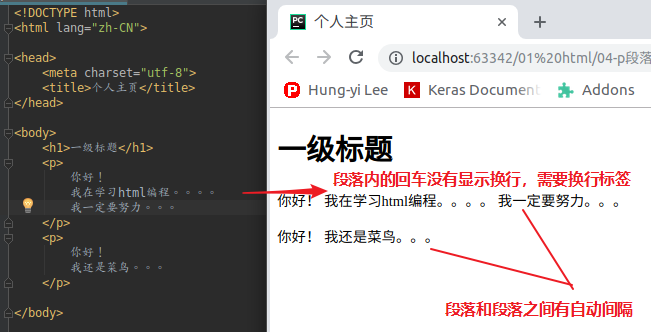 <!DOCTYPE html>
<html lang="zh-CN">
<head>
<meta charset="utf-8">
<title>个人主页</title>
</head>
<body>
<h1>一级标题</h1>
<p>
你好！
我在学习html编程。。。。
我一定要努力。。。
</p>
<p>
你好！
我还是菜鸟。。。
</p>
</body>
PC
个人主页
localhost:63342/01%20html/04-p段落
P
Hung-yi Lee
K
Keras Document
Addons
一级标题
段落内的回车没有显示换行，需要换行标签
你好！ 我在学习html编程。。。。 我一定要努力。。。
你好！ 我还是菜鸟。。。
段落和段落之间有自动间隔